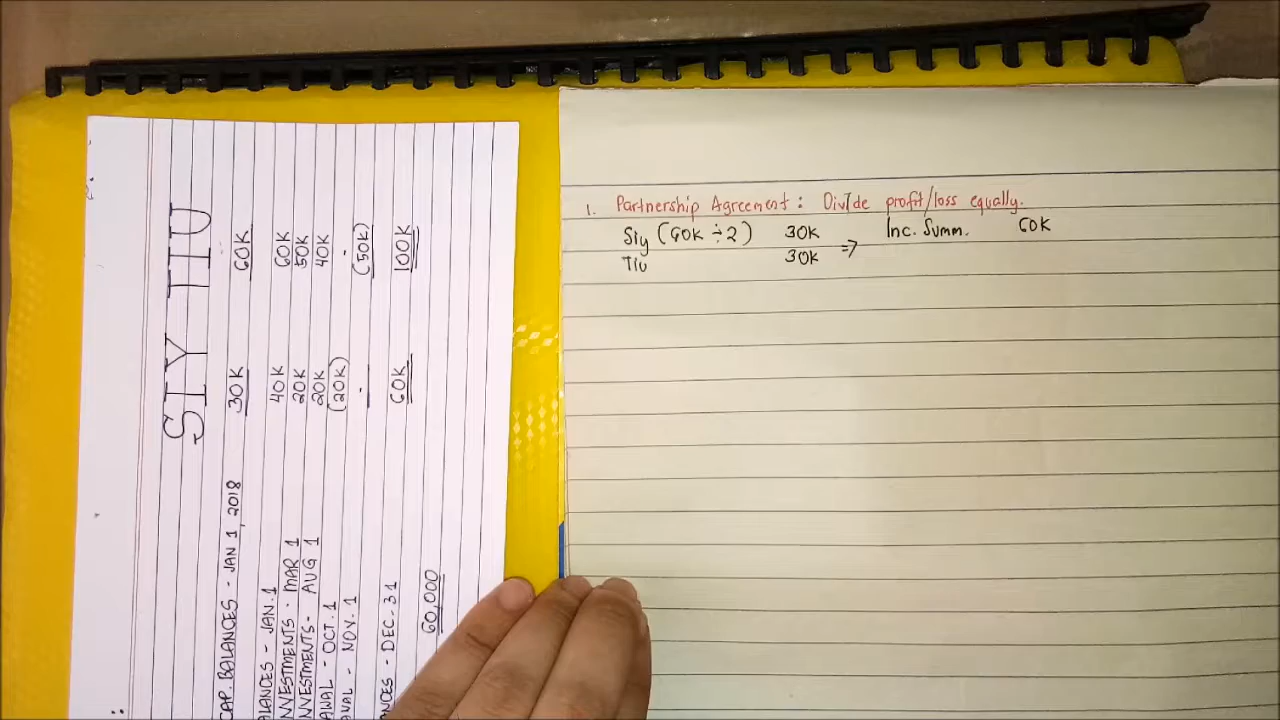 SIY TIU
CAP. BALANCES - JAN 1, 2018 30K 60K
ALANCES - JAN. 1 40K 60K
NVESTMENTS - MAR 1 20K 50K
NVESTMENTS - AUG 1 20K 40K
AWAL - OCT. 1 (20K) -
AWAL - NOV. 1 - (50K)
NCES - DEC. 31 60K 100K
60,000
1. Partnership Agreement: Divide profit/loss equally.
Siy (60K ÷ 2) 30K ⇒ Inc. Summ. 60K
Tiu 30K